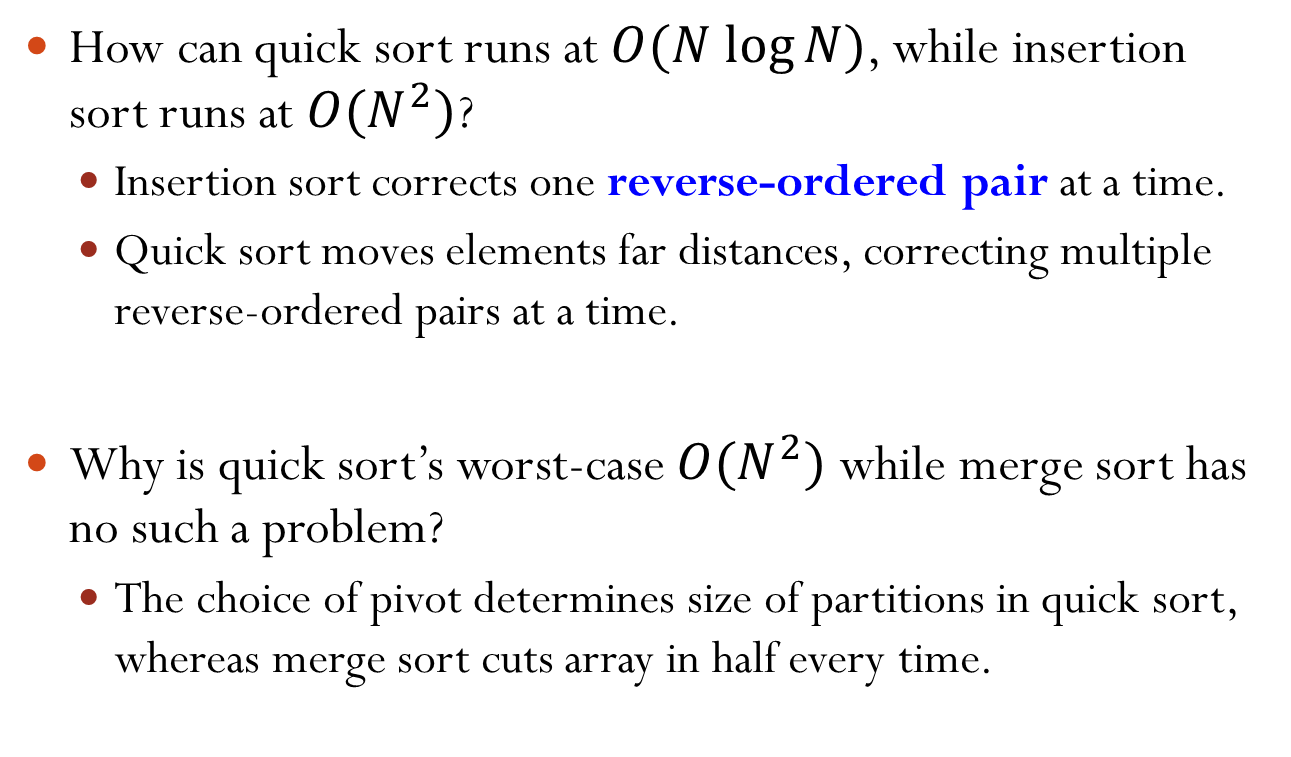 • How can quick sort runs at O(N log N), while insertion
sort runs at O(N²)?
• Insertion sort corrects one reverse-ordered pair at a time.
• Quick sort moves elements far distances, correcting multiple
reverse-ordered pairs at a time.
• Why is quick sort’s worst-case O(N²) while merge sort has
no such a problem?
• The choice of pivot determines size of partitions in quick sort,
whereas merge sort cuts array in half every time.